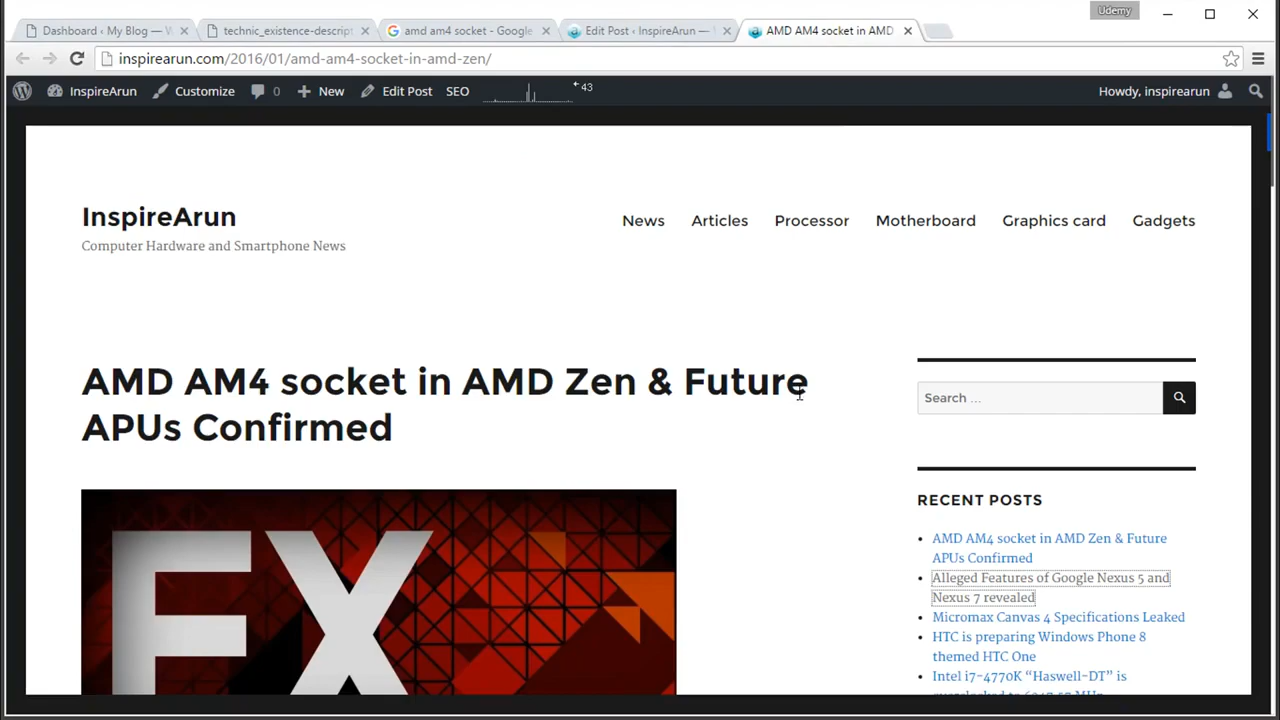 Udemy
Dashboard ‹ My Blog — W
technic_existence-descript
amd am4 socket - Google
Edit Post ‹ InspireArun —
AMD AM4 socket in AMD
inspirearun.com/2016/01/amd-am4-socket-in-amd-zen/
InspireArun Customize 0 New Edit Post SEO 43 Howdy, inspirearun
InspireArun
Computer Hardware and Smartphone News
News Articles Processor Motherboard Graphics card Gadgets
AMD AM4 socket in AMD Zen & Future
APUs Confirmed
FX
Search …
RECENT POSTS
AMD AM4 socket in AMD Zen & Future
APUs Confirmed
Alleged Features of Google Nexus 5 and
Nexus 7 revealed
Micromax Canvas 4 Specifications Leaked
HTC is preparing Windows Phone 8
themed HTC One
Intel i7-4770K “Haswell-DT” is